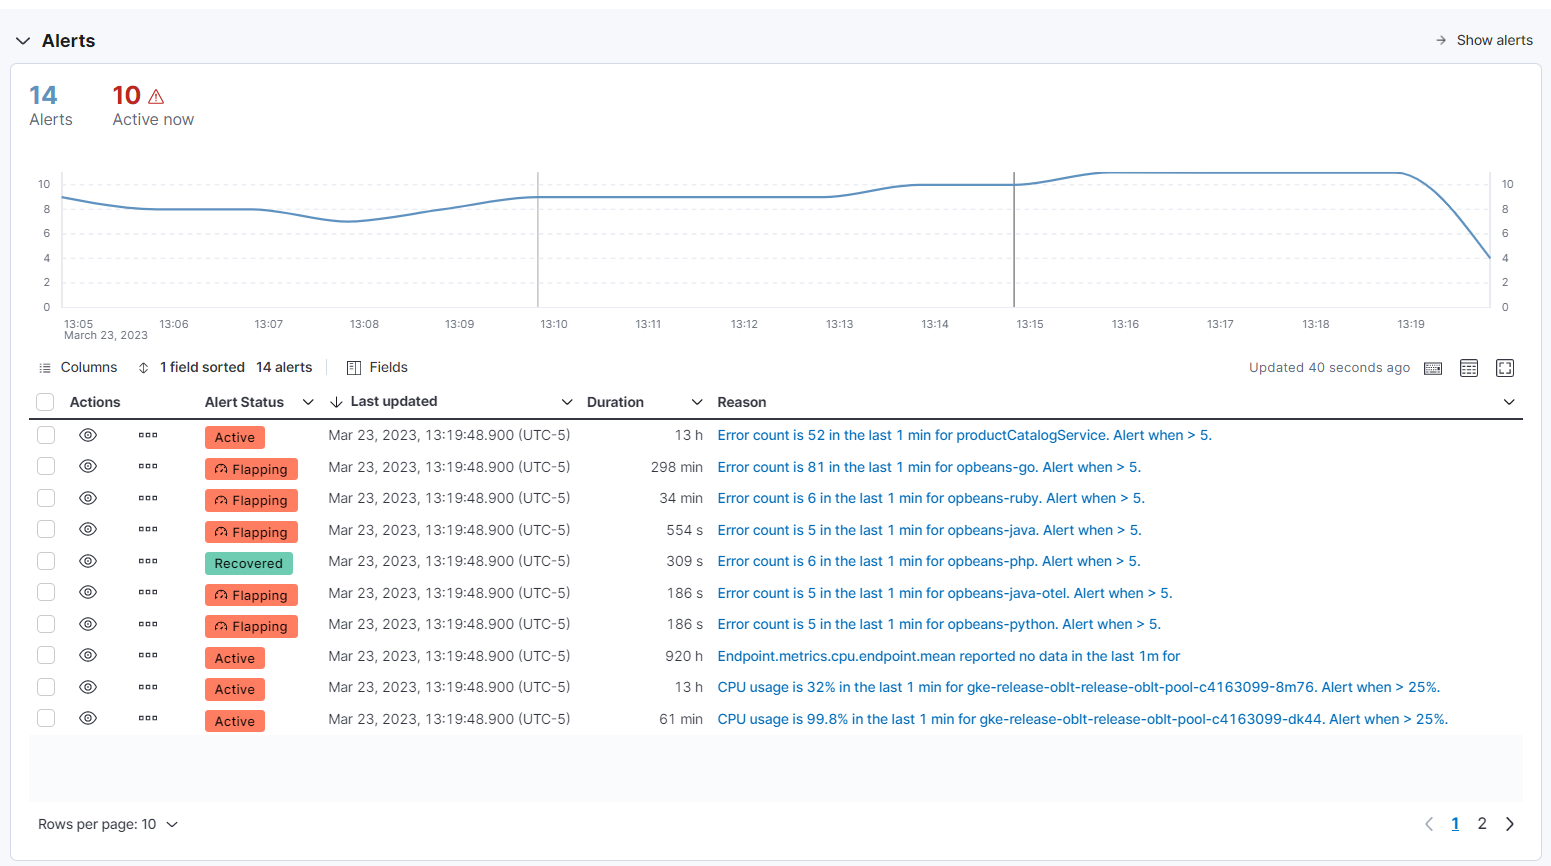 Alerts
Show alerts
14
10
Alerts
Active now
10
10
8
8
6
6
4
4
2
2
0
0
13:05
13:06
13:07
13:08
13:09
13:10
13:11
13:12
13:13
13:14
13:15
13:16
13:17
13:18
13:19
March 23, 2023
Columns 1 field sorted 14 alerts Fields Updated 40 seconds ago
Actions Alert Status Last updated Duration Reason
Active Mar 23, 2023, 13:19:48.900 (UTC-5) 13 h Error count is 52 in the last 1 min for productCatalogService. Alert when > 5.
Flapping Mar 23, 2023, 13:19:48.900 (UTC-5) 298 min Error count is 81 in the last 1 min for opbeans-go. Alert when > 5.
Flapping Mar 23, 2023, 13:19:48.900 (UTC-5) 34 min Error count is 6 in the last 1 min for opbeans-ruby. Alert when > 5.
Flapping Mar 23, 2023, 13:19:48.900 (UTC-5) 554 s Error count is 5 in the last 1 min for opbeans-java. Alert when > 5.
Recovered Mar 23, 2023, 13:19:48.900 (UTC-5) 309 s Error count is 6 in the last 1 min for opbeans-php. Alert when > 5.
Flapping Mar 23, 2023, 13:19:48.900 (UTC-5) 186 s Error count is 5 in the last 1 min for opbeans-java-otel. Alert when > 5.
Flapping Mar 23, 2023, 13:19:48.900 (UTC-5) 186 s Error count is 5 in the last 1 min for opbeans-python. Alert when > 5.
Active Mar 23, 2023, 13:19:48.900 (UTC-5) 920 h Endpoint.metrics.cpu.endpoint.mean reported no data in the last 1m for
Active Mar 23, 2023, 13:19:48.900 (UTC-5) 13 h CPU usage is 32% in the last 1 min for gke-release-oblt-release-oblt-pool-c4163099-8m76. Alert when > 25%.
Active Mar 23, 2023, 13:19:48.900 (UTC-5) 61 min CPU usage is 99.8% in the last 1 min for gke-release-oblt-release-oblt-pool-c4163099-dk44. Alert when > 25%.
Rows per page: 10
1 2